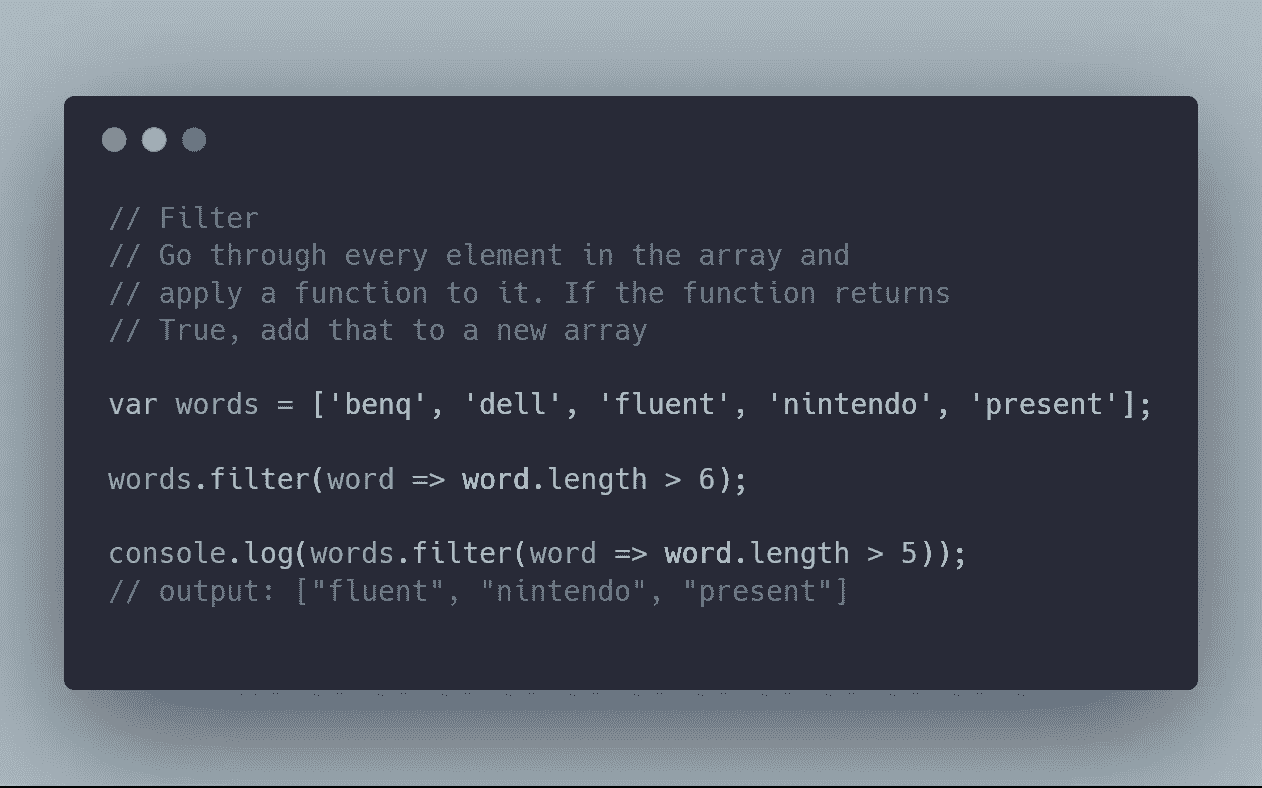 // Filter
// Go through every element in the array and
// apply a function to it. If the function returns
// True, add that to a new array
var words = ['benq', 'dell', 'fluent', 'nintendo', 'present'];
words.filter(word => word.length > 6);
console.log(words.filter(word => word.length > 5));
// output: ["fluent", "nintendo", "present"]